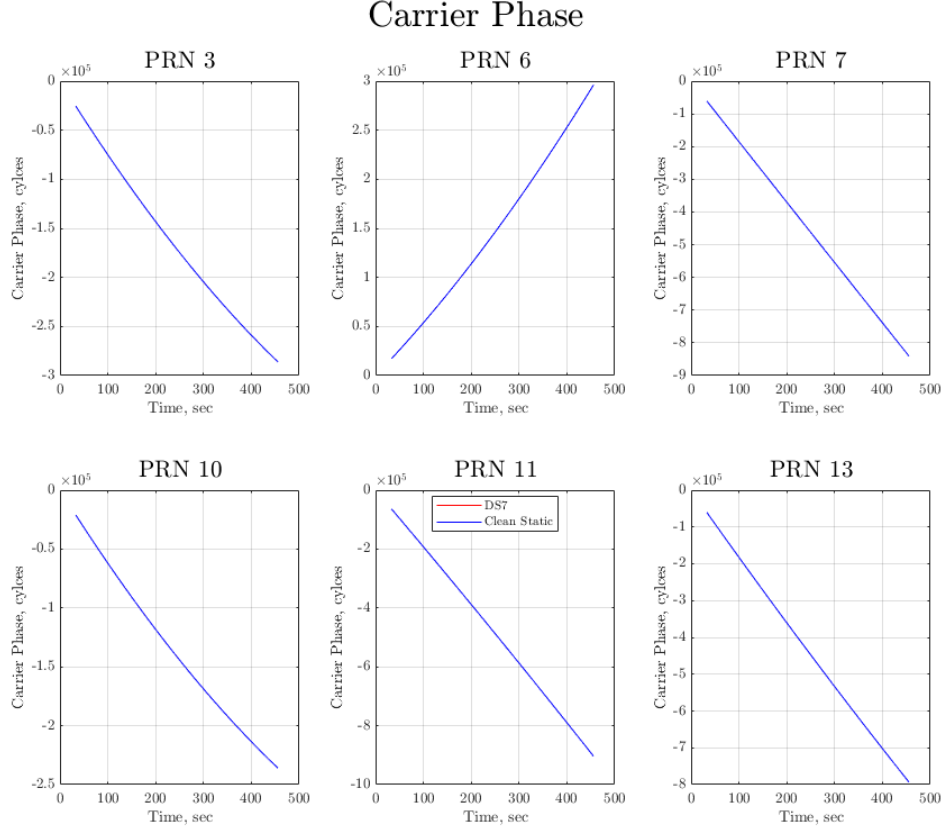 Carrier Phase
PRN 3
×10^5
0
-0.5
-1
-1.5
-2
-2.5
-3
Carrier Phase, cylces
0 100 200 300 400 500
Time, sec
PRN 6
×10^5
3
2.5
2
1.5
1
0.5
0
Carrier Phase, cylces
0 100 200 300 400 500
Time, sec
PRN 7
×10^5
0
-1
-2
-3
-4
-5
-6
-7
-8
-9
Carrier Phase, cylces
0 100 200 300 400 500
Time, sec
PRN 10
×10^5
0
-0.5
-1
-1.5
-2
-2.5
Carrier Phase, cylces
0 100 200 300 400 500
Time, sec
PRN 11
×10^5
0
-2
-4
-6
-8
-10
Carrier Phase, cylces
DS7
Clean Static
0 100 200 300 400 500
Time, sec
PRN 13
×10^5
0
-1
-2
-3
-4
-5
-6
-7
-8
Carrier Phase, cylces
0 100 200 300 400 500
Time, sec